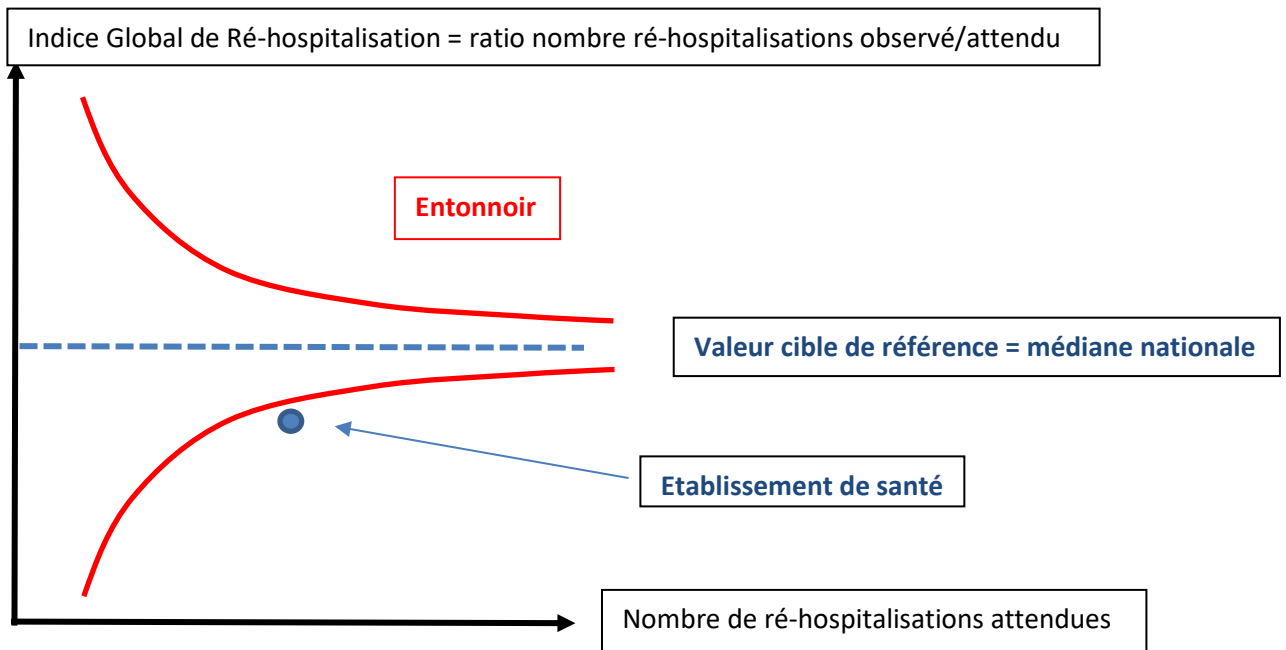 Indice Global de Ré-hospitalisation = ratio nombre ré-hospitalisations observé/attendu
Entonnoir
Valeur cible de référence = médiane nationale
Etablissement de santé
Nombre de ré-hospitalisations attendues